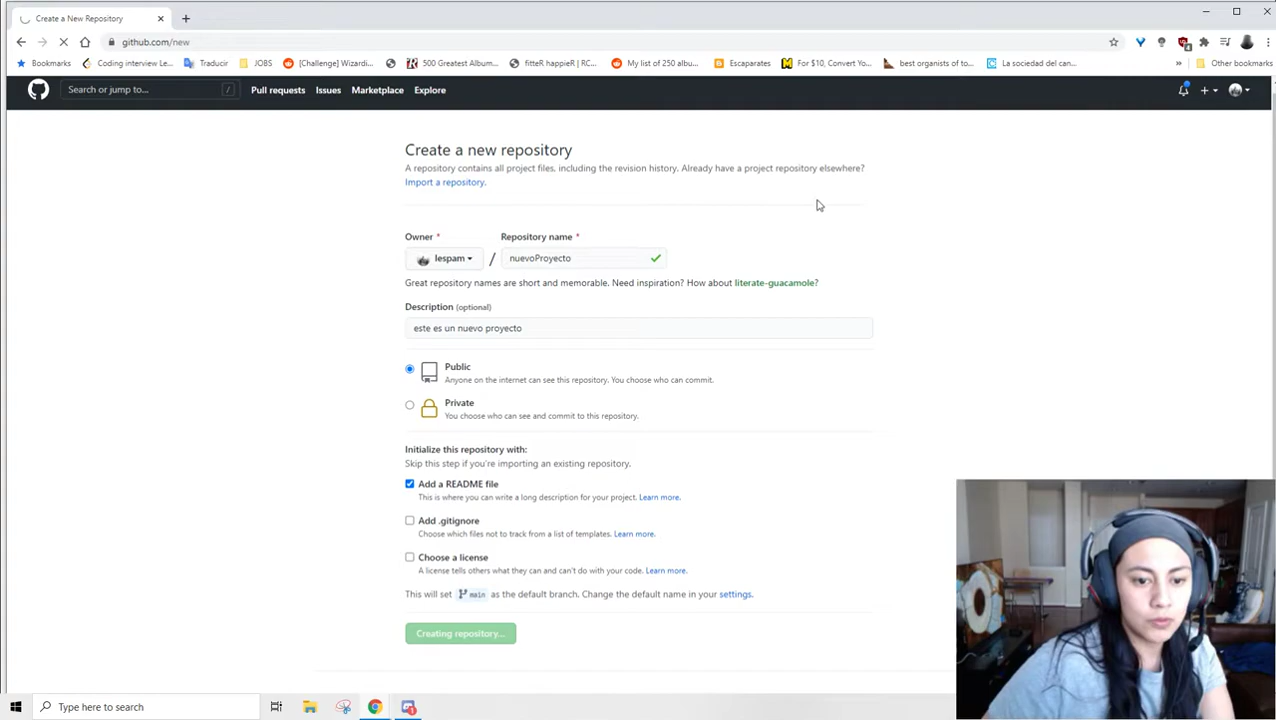 Create a New Repository
github.com/new
Bookmarks
Coding interview Le...
Traducir
JOBS
[Challenge] Wizardi...
500 Greatest Album...
fitteR happieR | RC...
My list of 250 albu...
Escaparates
For $10, Convert Yo...
best organists of to...
La sociedad del can...
»
Other bookmarks
Search or jump to...
/
Pull requests
Issues
Marketplace
Explore
Create a new repository
A repository contains all project files, including the revision history. Already have a project repository elsewhere?
Import a repository.
Owner *
Repository name *
lespam
/
nuevoProyecto
Great repository names are short and memorable. Need inspiration? How about literate-guacamole?
Description (optional)
este es un nuevo proyecto
Public
Anyone on the internet can see this repository. You choose who can commit.
Private
You choose who can see and commit to this repository.
Initialize this repository with:
Skip this step if you're importing an existing repository.
Add a README file
This is where you can write a long description for your project. Learn more.
Add .gitignore
Choose which files not to track from a list of templates. Learn more.
Choose a license
A license tells others what they can and can't do with your code. Learn more.
This will set main as the default branch. Change the default name in your settings.
Creating repository...
Type here to search